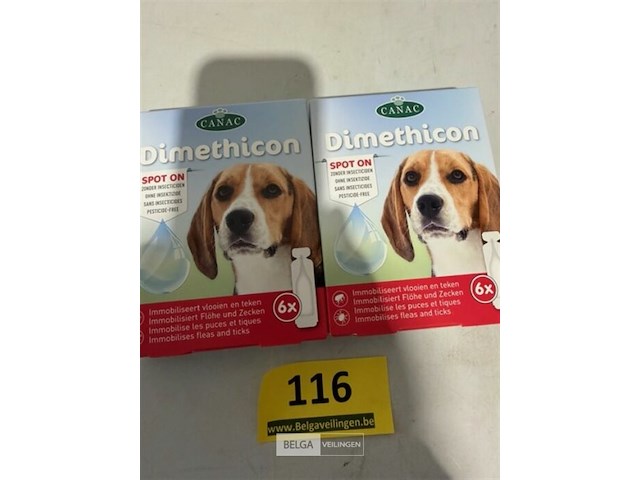 CANAC
Dimethicon
SPOT ON
ZONDER INSECTICIDEN
OHNE INSEKTIZIDE
SANS INSECTICIDES
PESTICIDE-FREE
6x
Immobiliseert vlooien en teken
Immobilisiert Flöhe und Zecken
Immobilise les puces et tiques
Immobilises fleas and ticks
CANAC
Dimethicon
SPOT ON
ZONDER INSECTICIDEN
OHNE INSEKTIZIDE
SANS INSECTICIDES
PESTICIDE-FREE
6x
Immobiliseert vlooien en teken
Immobilisiert Flöhe und Zecken
Immobilise les puces et tiques
Immobilises fleas and ticks
116
www.Belgaveilingen.be
BELGA VEILINGEN